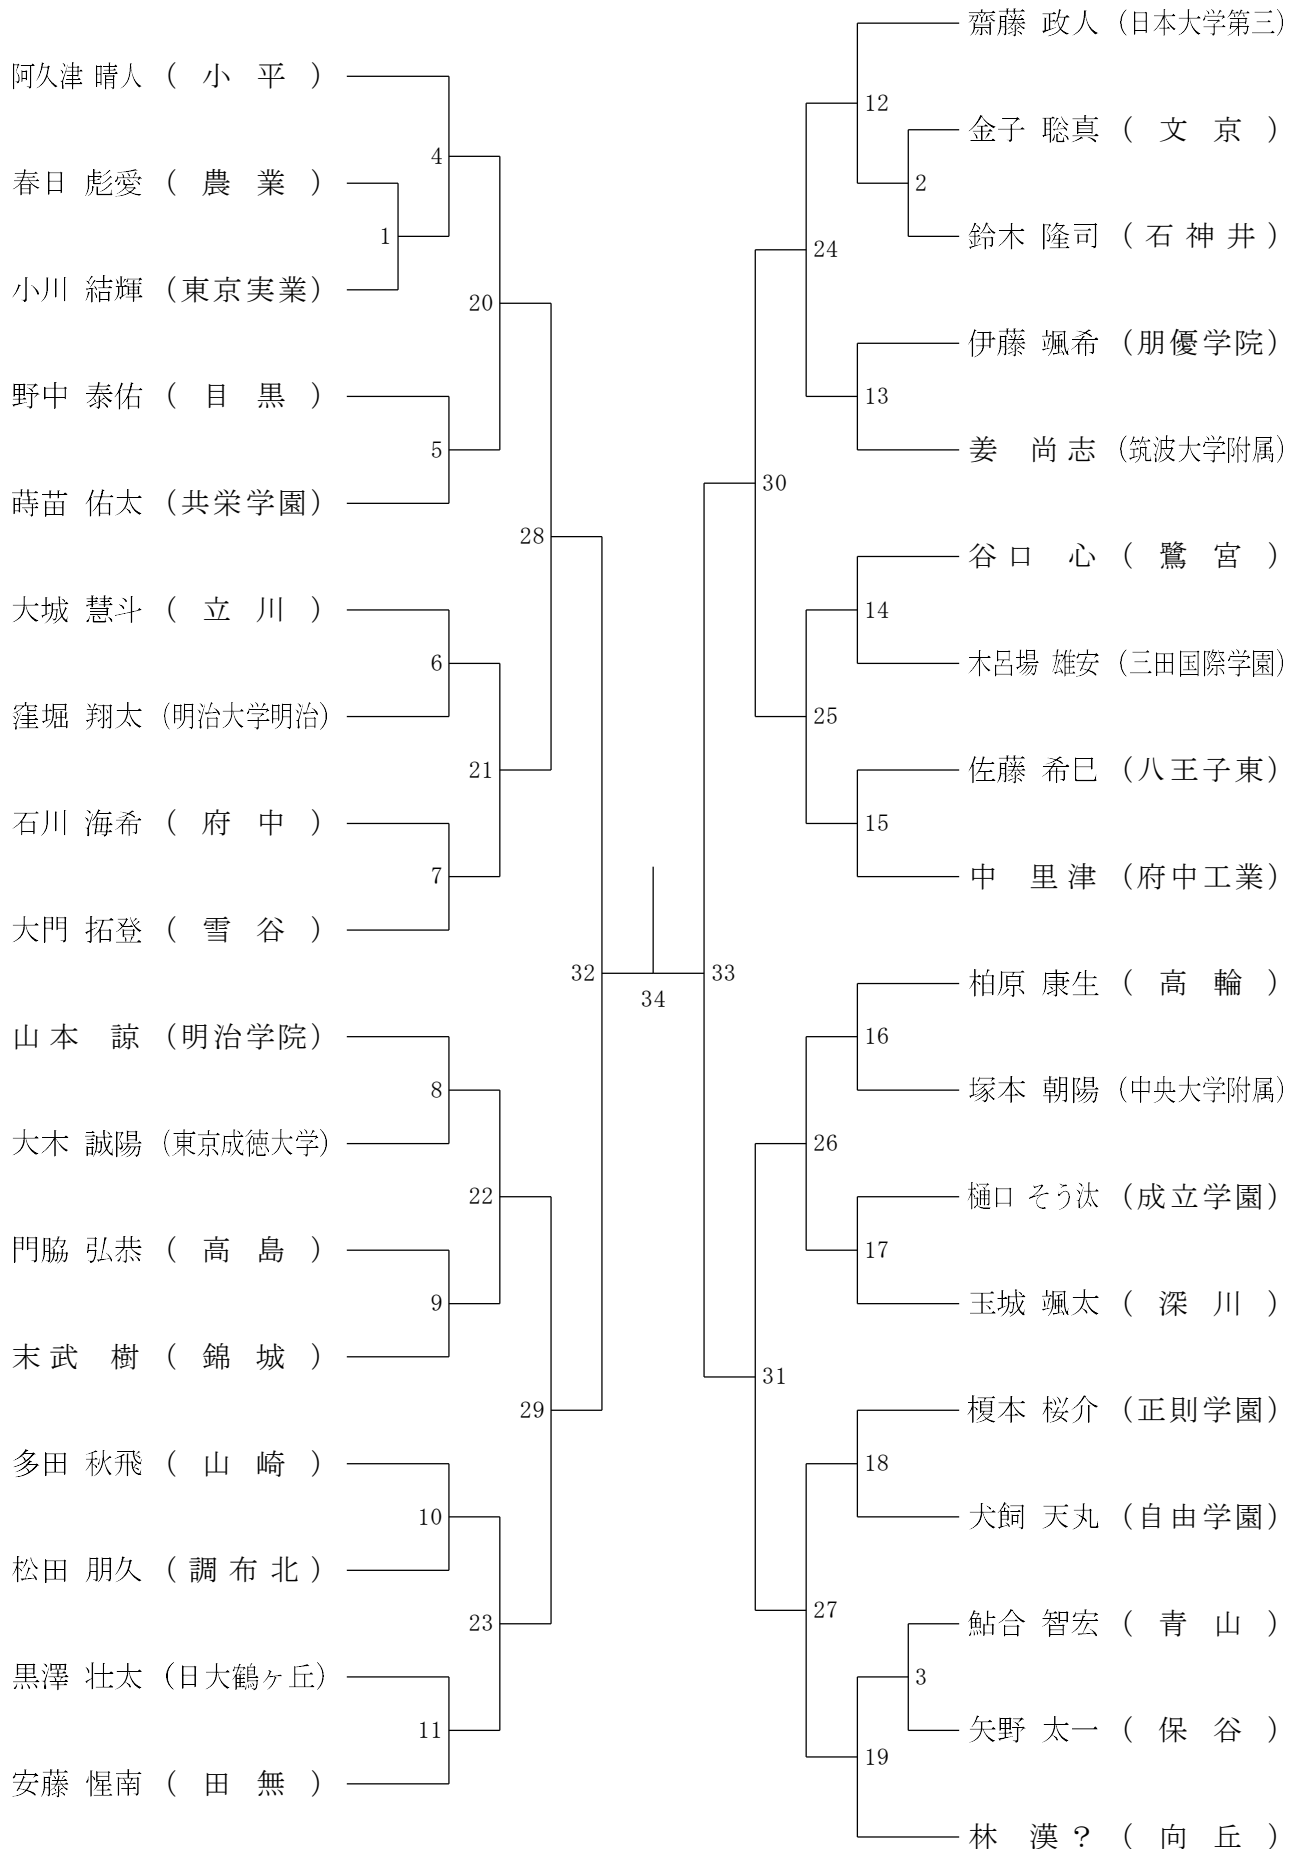 阿久津 晴人 （ 小 平 ）
春日 彪愛 （ 農 業 ）
小川 結輝 （東京実業）
野中 泰佑 （ 目 黒 ）
蒔苗 佑太 （共栄学園）
大城 慧斗 （ 立 川 ）
窪堀 翔太 （明治大学明治）
石川 海希 （ 府 中 ）
大門 拓登 （ 雪 谷 ）
山本 諒 （明治学院）
大木 誠陽 （東京成徳大学）
門脇 弘恭 （ 高 島 ）
末武 樹 （ 錦 城 ）
多田 秋飛 （ 山 崎 ）
松田 朋久 （ 調 布 北 ）
黒澤 壮太 （日大鶴ヶ丘）
安藤 惺南 （ 田 無 ）
1
4
5
6
7
8
9
10
11
20
21
22
23
28
29
32
34
33
30
31
24
25
26
27
12
13
14
15
16
17
18
19
2
3
齋藤 政人 （日本大学第三）
金子 聡真 （ 文 京 ）
鈴木 隆司 （ 石 神 井 ）
伊藤 颯希 （朋優学院）
姜 尚志 （筑波大学附属）
谷口 心 （ 鷺 宮 ）
木呂場 雄安 （三田国際学園）
佐藤 希巳 （八王子東）
中 里津 （府中工業）
柏原 康生 （ 高 輪 ）
塚本 朝陽 （中央大学附属）
樋口 そう汰 （成立学園）
玉城 颯太 （ 深 川 ）
榎本 桜介 （正則学園）
犬飼 天丸 （自由学園）
鮎合 智宏 （ 青 山 ）
矢野 太一 （ 保 谷 ）
林 漢？ （ 向 丘 ）